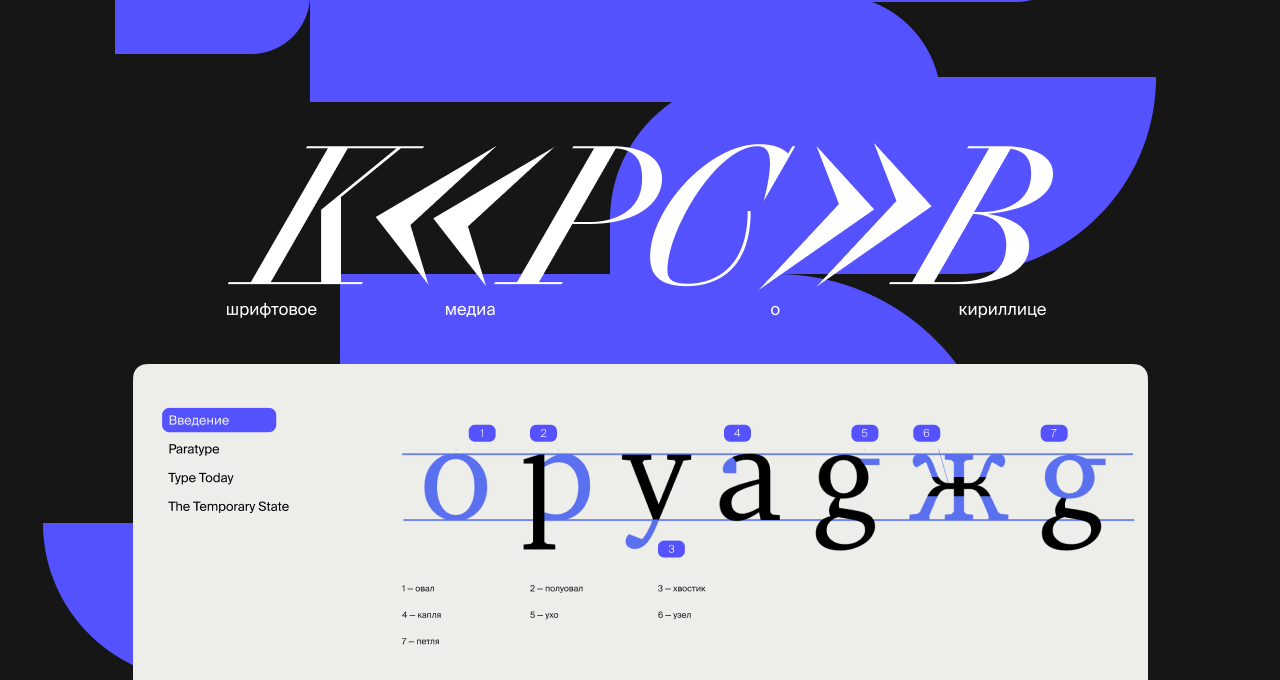 К«РС»В
шрифтовое медиа о кириллице
Введение
Paratype
Type Today
The Temporary State
1 2 4 5 6 7
оруаgжg
3
1 — овал 2 — полуовал 3 — хвостик
4 — капля 5 — ухо 6 — узел
7 — петля